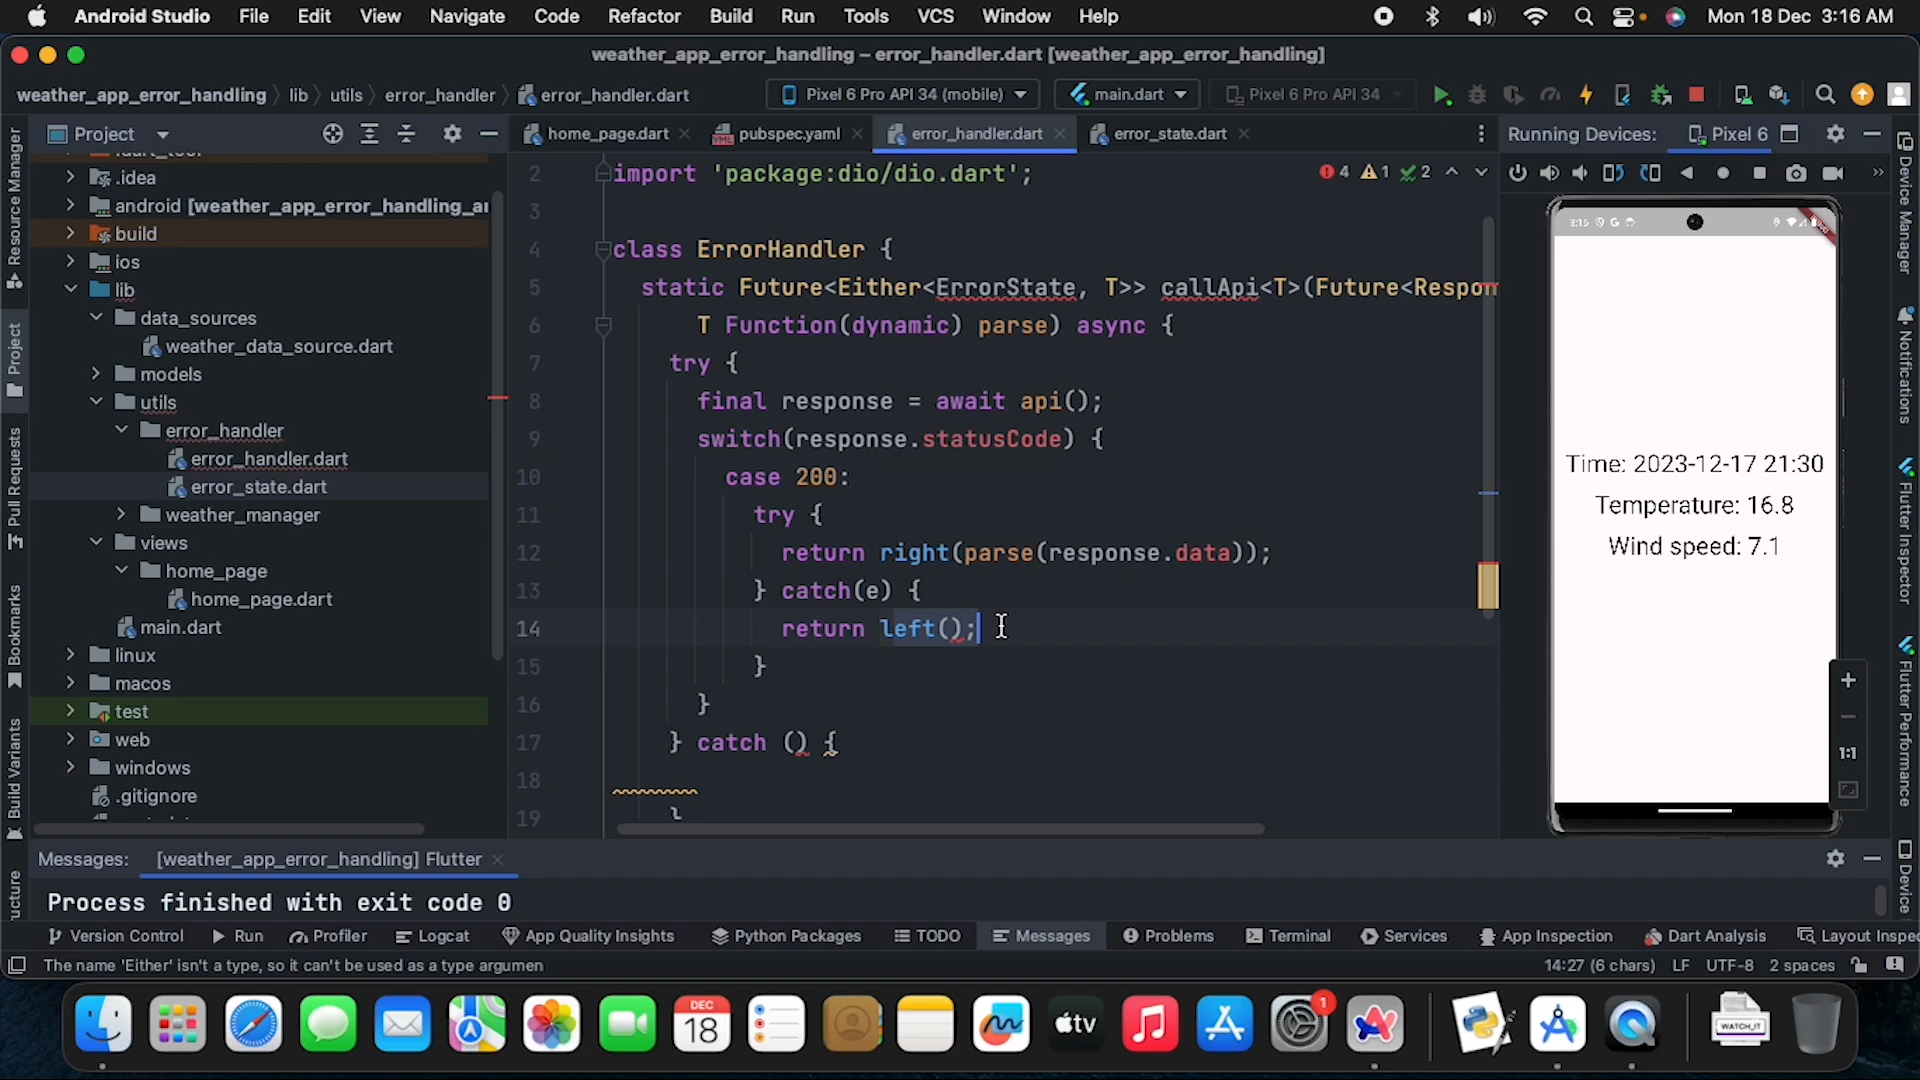 Android Studio File Edit View Navigate Code Refactor Build Run Tools VCS Window Help Mon 18 Dec 3:16 AM
weather_app_error_handling – error_handler.dart [weather_app_error_handling]
weather_app_error_handling lib utils error_handler error_handler.dart Pixel 6 Pro API 34 (mobile) main.dart Pixel 6 Pro API 34
Project home_page.dart pubspec.yaml error_handler.dart error_state.dart Running Devices: Pixel 6
.idea
android [weather_app_error_handling_a
build
ios
lib
data_sources
weather_data_source.dart
models
utils
error_handler
error_handler.dart
error_state.dart
weather_manager
views
home_page
home_page.dart
main.dart
linux
macos
test
web
windows
.gitignore
2 import 'package:dio/dio.dart'; 4 1 2
3
4 class ErrorHandler {
5 static Future<Either<ErrorState, T>> callApi<T>(Future<Respon
6 T Function(dynamic) parse) async {
7 try {
8 final response = await api();
9 switch(response.statusCode) {
10 case 200:
11 try {
12 return right(parse(response.data));
13 } catch(e) {
14 return left();
15 }
16 }
17 } catch () {
18
19 }
3:15
Time: 2023-12-17 21:30
Temperature: 16.8
Wind speed: 7.1
1:1
Resource Manager
Project
Pull Requests
Bookmarks
Build Variants
ucture
Device Manager
Notifications
Flutter Inspector
Flutter Performance
Device
Messages: [weather_app_error_handling] Flutter
Process finished with exit code 0
Version Control Run Profiler Logcat App Quality Insights Python Packages TODO Messages Problems Terminal Services App Inspection Dart Analysis Layout Inspec
The name 'Either' isn't a type, so it can't be used as a type argumen 14:27 (6 chars) LF UTF-8 2 spaces
DEC
18
tv
1
WATCH_IT